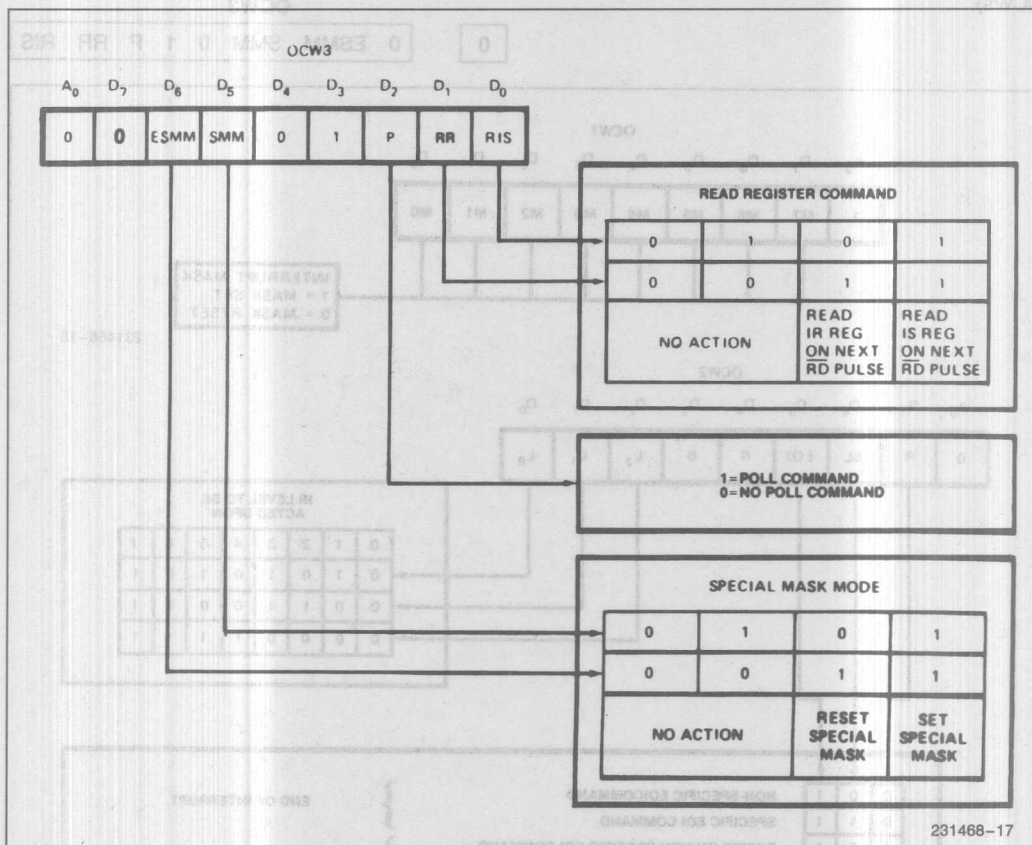 OCW3
A0 D7 D6 D5 D4 D3 D2 D1 D0
0 0 ESMM SMM 0 1 P RR RIS
READ REGISTER COMMAND
0 1 0 1
0 0 1 1
NO ACTION
READ
IR REG
ON NEXT
RD PULSE
READ
IS REG
ON NEXT
RD PULSE
1=POLL COMMAND
0=NO POLL COMMAND
SPECIAL MASK MODE
0 1 0 1
0 0 1 1
NO ACTION
RESET
SPECIAL
MASK
SET
SPECIAL
MASK
231468–17